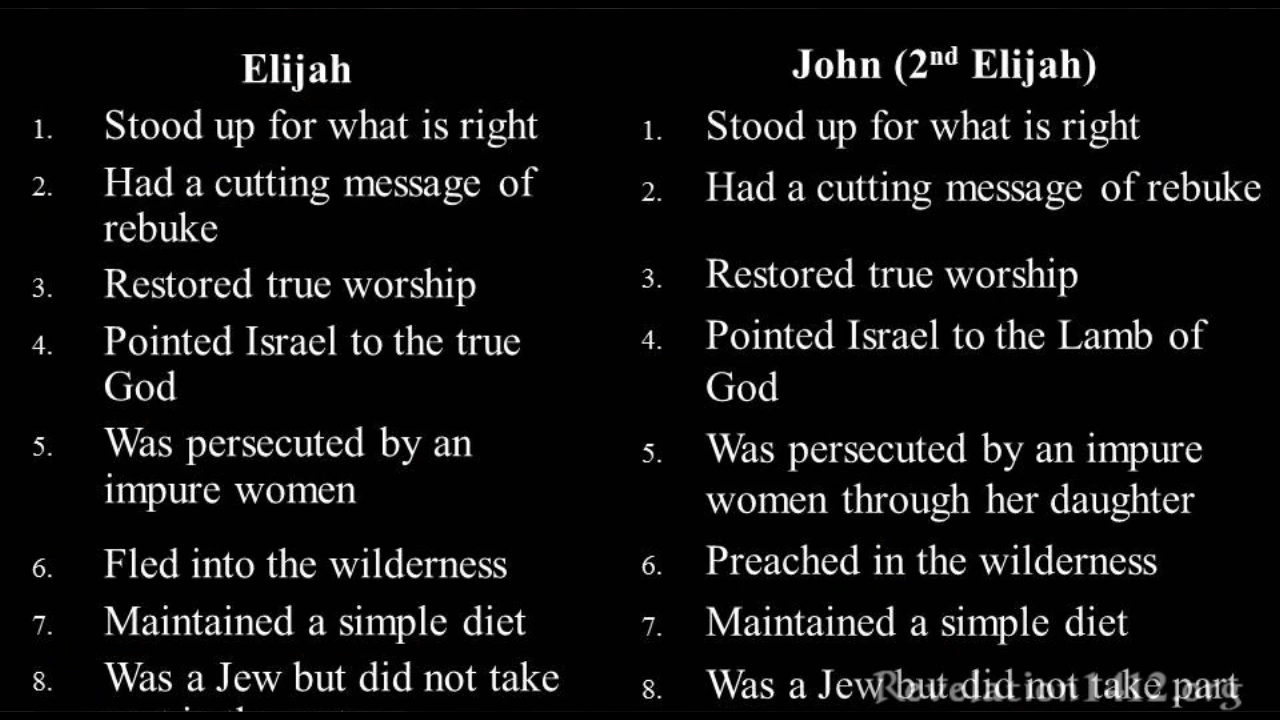 Elijah
1. Stood up for what is right
2. Had a cutting message of
rebuke
3. Restored true worship
4. Pointed Israel to the true
God
5. Was persecuted by an
impure women
6. Fled into the wilderness
7. Maintained a simple diet
8. Was a Jew but did not take
John (2nd Elijah)
1. Stood up for what is right
2. Had a cutting message of rebuke
3. Restored true worship
4. Pointed Israel to the Lamb of
God
5. Was persecuted by an impure
women through her daughter
6. Preached in the wilderness
7. Maintained a simple diet
8. Was a Jew but did not take part
Revelation1412.org